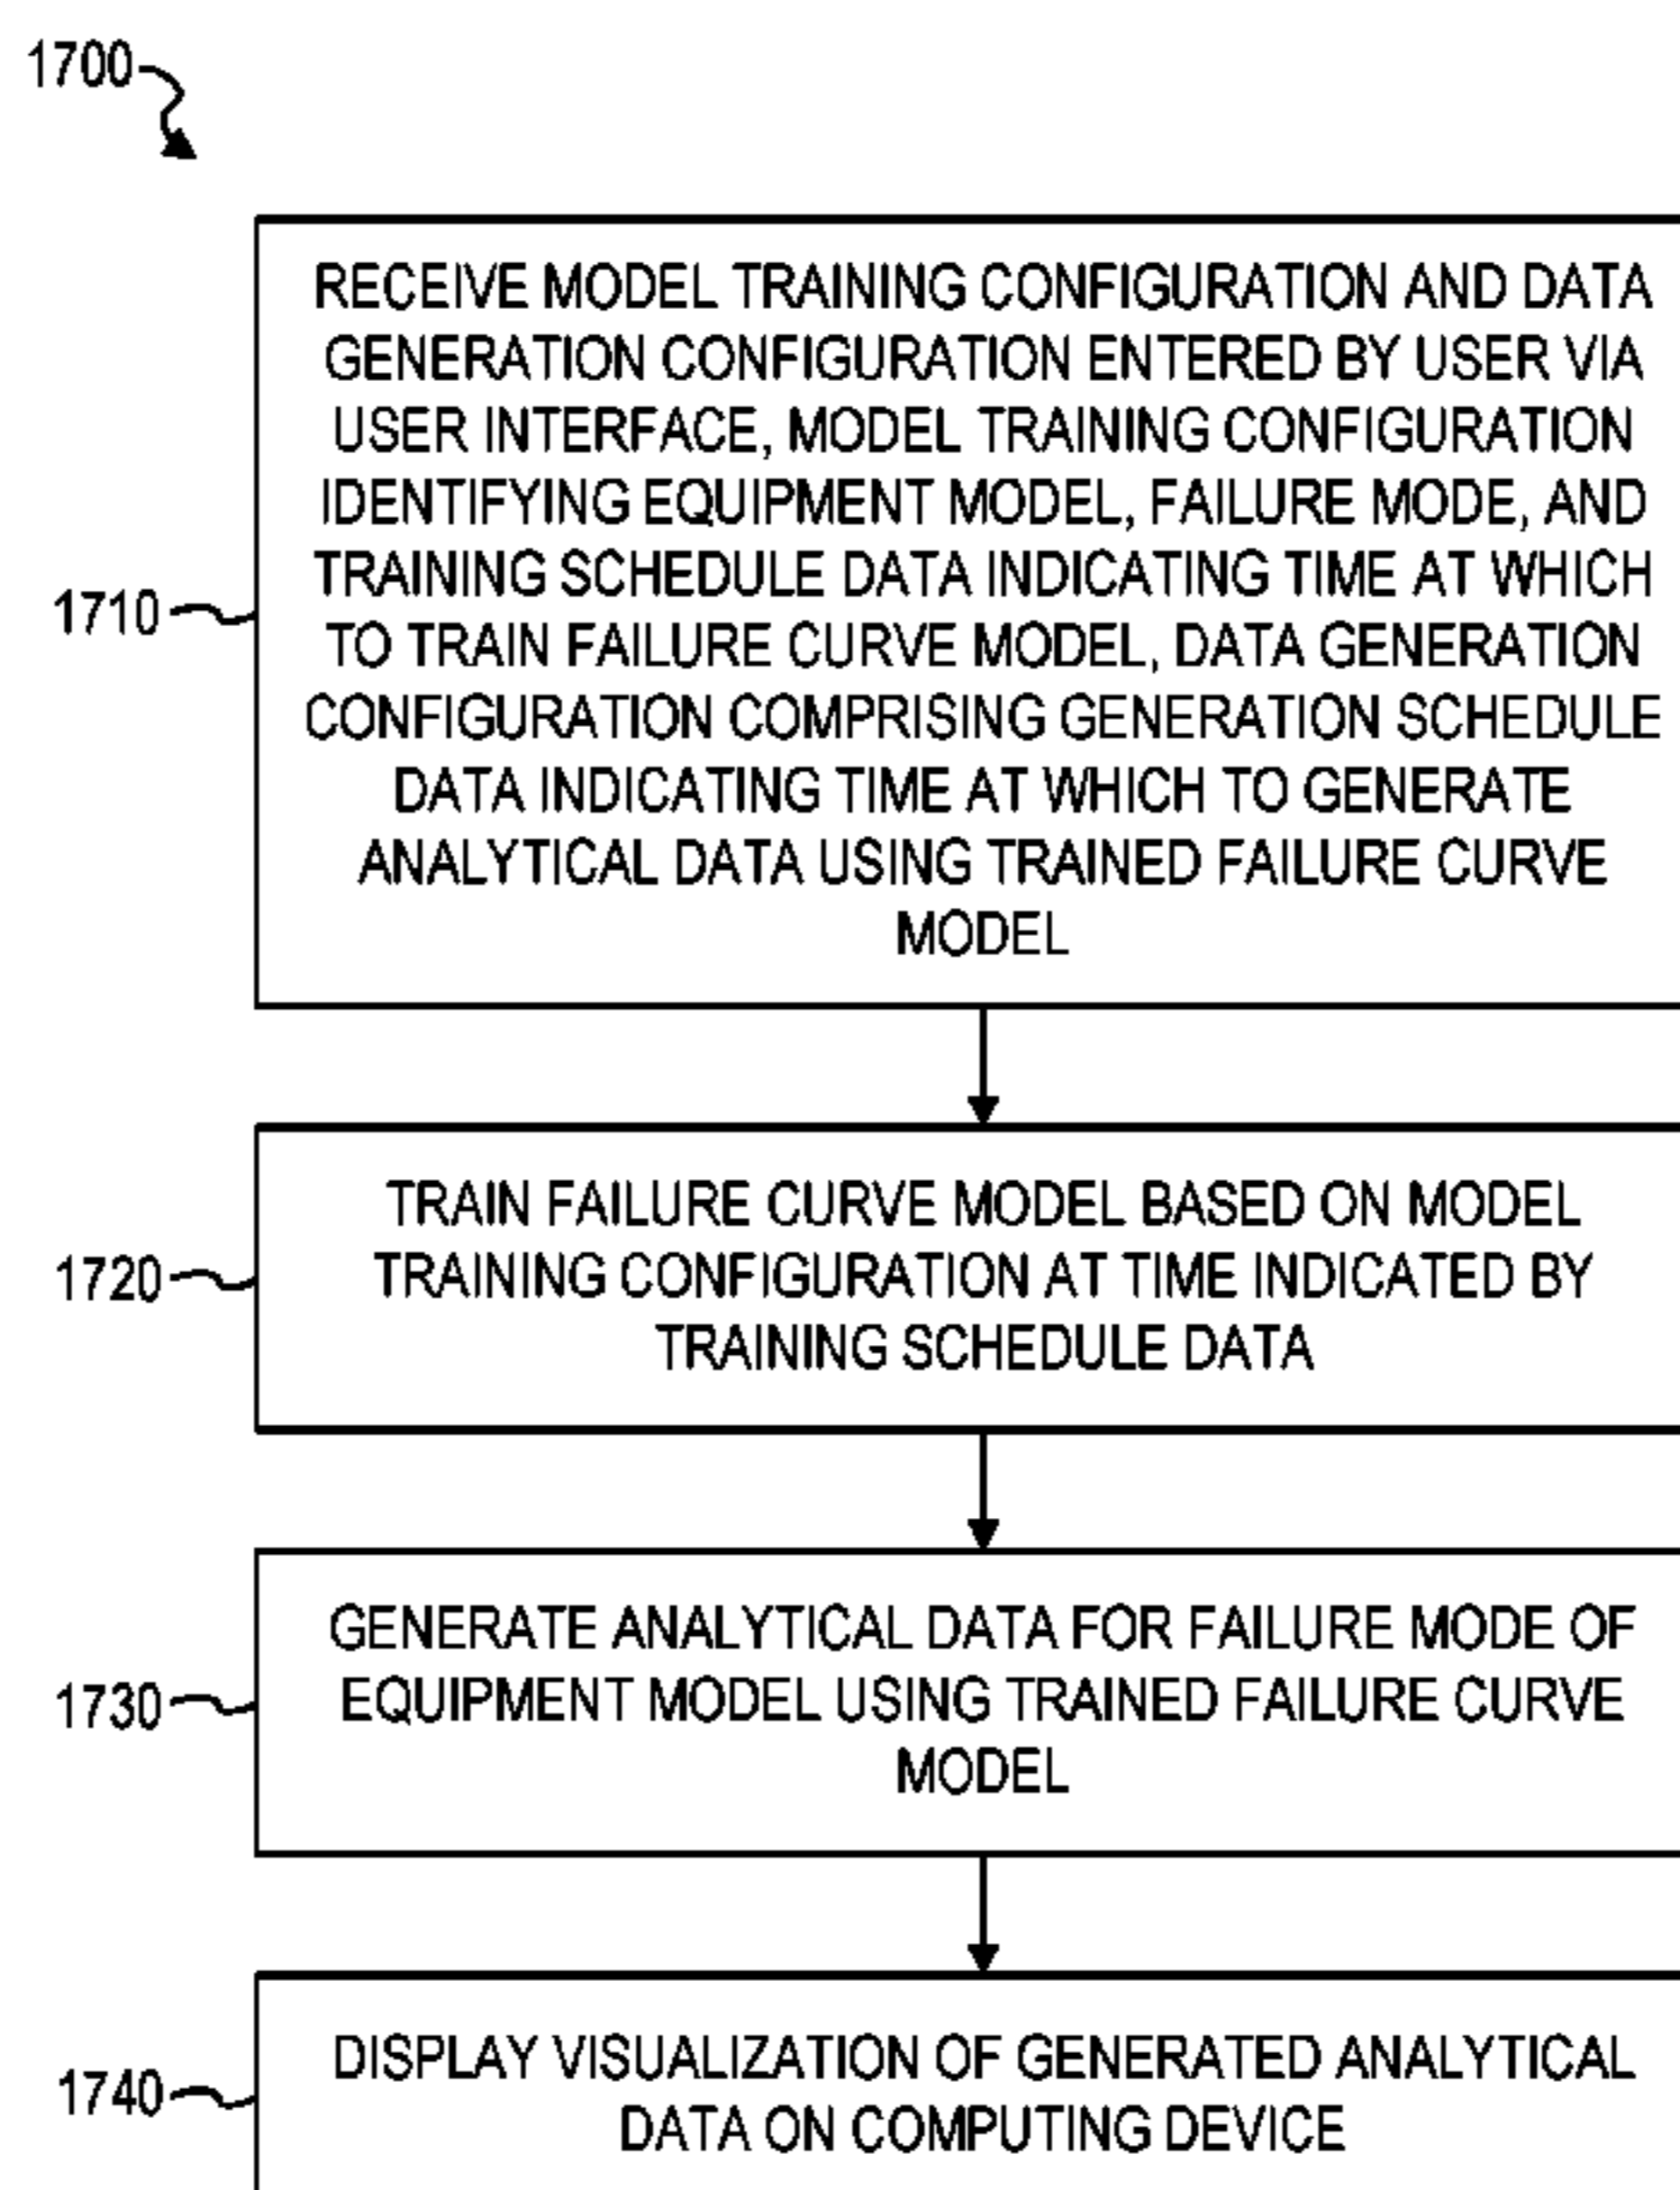 1700
RECEIVE MODEL TRAINING CONFIGURATION AND DATA
GENERATION CONFIGURATION ENTERED BY USER VIA
USER INTERFACE, MODEL TRAINING CONFIGURATION
IDENTIFYING EQUIPMENT MODEL, FAILURE MODE, AND
TRAINING SCHEDULE DATA INDICATING TIME AT WHICH
TO TRAIN FAILURE CURVE MODEL, DATA GENERATION
CONFIGURATION COMPRISING GENERATION SCHEDULE
DATA INDICATING TIME AT WHICH TO GENERATE
ANALYTICAL DATA USING TRAINED FAILURE CURVE
MODEL
1710
TRAIN FAILURE CURVE MODEL BASED ON MODEL
TRAINING CONFIGURATION AT TIME INDICATED BY
TRAINING SCHEDULE DATA
1720
GENERATE ANALYTICAL DATA FOR FAILURE MODE OF
EQUIPMENT MODEL USING TRAINED FAILURE CURVE
MODEL
1730
DISPLAY VISUALIZATION OF GENERATED ANALYTICAL
DATA ON COMPUTING DEVICE
1740